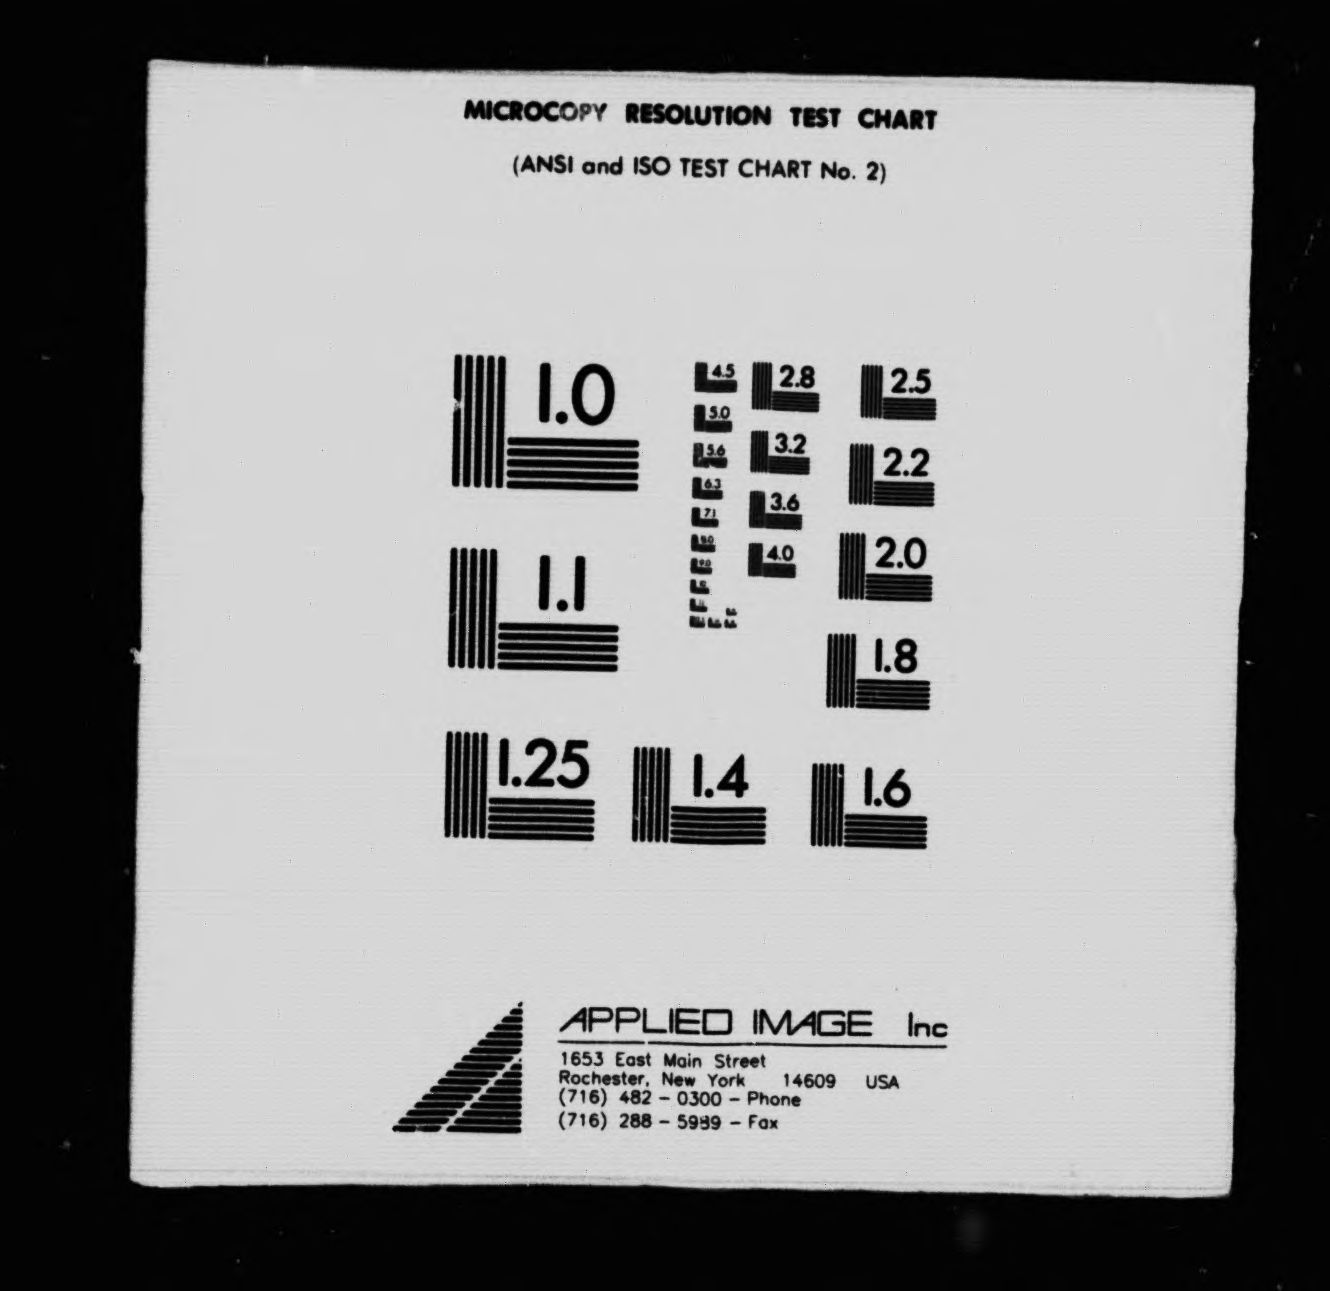 MICROCOPY RESOLUTION TEST CHART
(ANSI and ISO TEST CHART No. 2)
1.0
4.5
2.8
2.5
5.0
3.2
2.2
5.6
6.3
3.6
7.1
2.0
4.0
9.0
1.1
1.8
1.25
1.4
1.6
APPLIED IMAGE Inc
1653 East Main Street
Rochester, New York 14609 USA
(716) 482 - 0300 - Phone
(716) 288 - 5989 - Fax